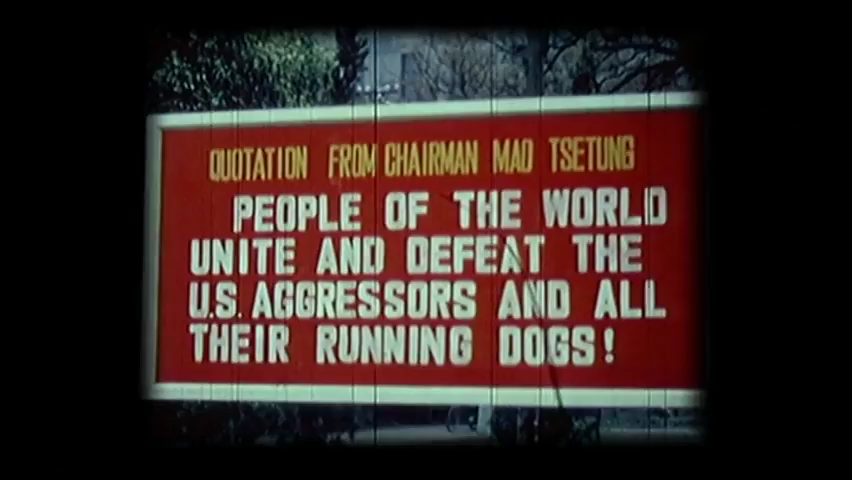 QUOTATION FROM CHAIRMAN MAO TSETUNG
PEOPLE OF THE WORLD
UNITE AND DEFEAT THE
U.S. AGGRESSORS AND ALL
THEIR RUNNING DOGS!